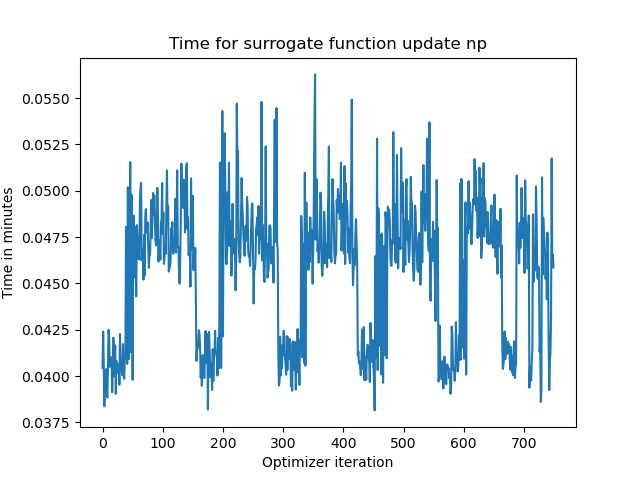 Time for surrogate function update np
Time in minutes
0.0550
0.0525
0.0500
0.0475
0.0450
0.0425
0.0400
0.0375
0 100 200 300 400 500 600 700
Optimizer iteration